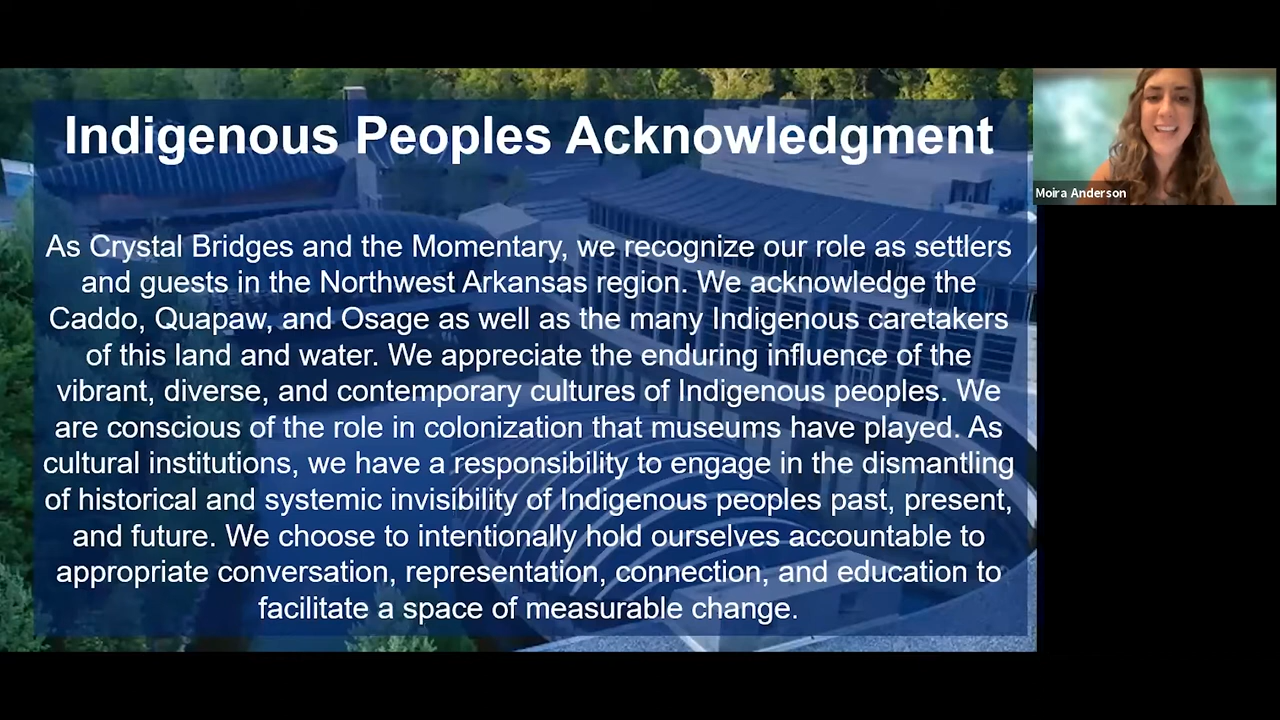 Indigenous Peoples Acknowledgment
Moira Anderson
As Crystal Bridges and the Momentary, we recognize our role as settlers
and guests in the Northwest Arkansas region. We acknowledge the
Caddo, Quapaw, and Osage as well as the many Indigenous caretakers
of this land and water. We appreciate the enduring influence of the
vibrant, diverse, and contemporary cultures of Indigenous peoples. We
are conscious of the role in colonization that museums have played. As
cultural institutions, we have a responsibility to engage in the dismantling
of historical and systemic invisibility of Indigenous peoples past, present,
and future. We choose to intentionally hold ourselves accountable to
appropriate conversation, representation, connection, and education to
facilitate a space of measurable change.